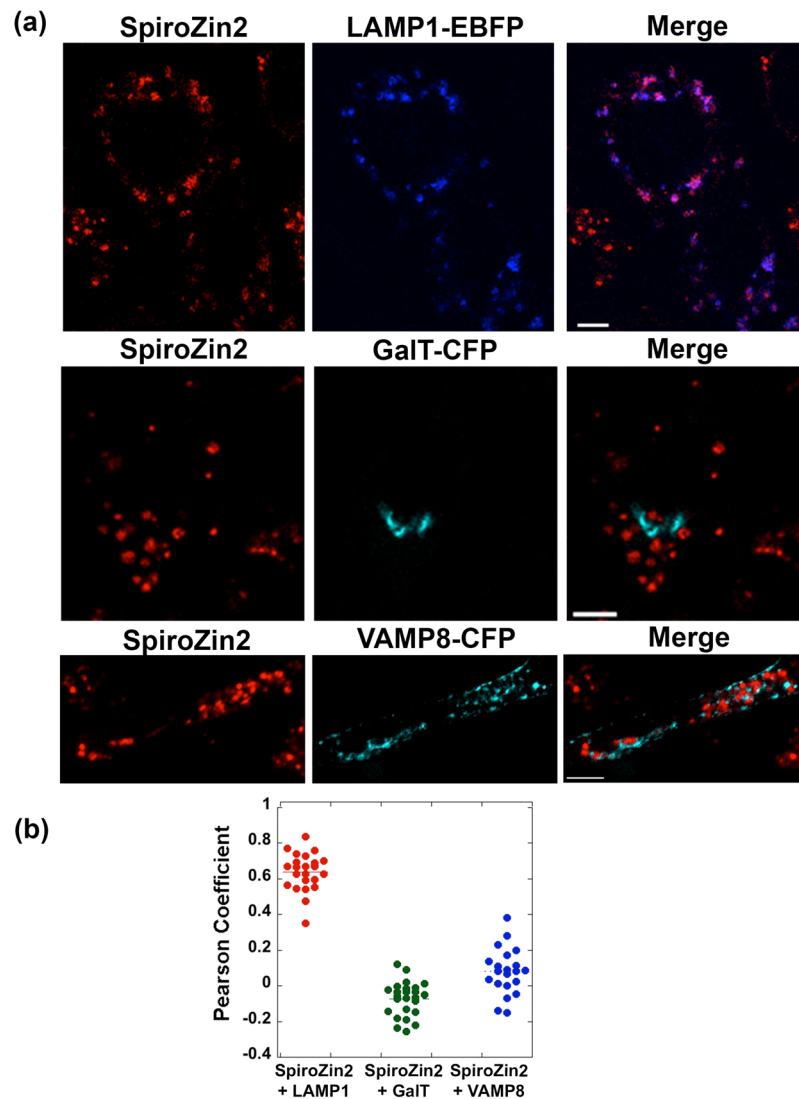 (a)
SpiroZin2 LAMP1-EBFP Merge
SpiroZin2 GalT-CFP Merge
SpiroZin2 VAMP8-CFP Merge
(b)
Pearson Coefficient
1
0.8
0.6
0.4
0.2
0
-0.2
-0.4
SpiroZin2 SpiroZin2 SpiroZin2
+ LAMP1 + GalT + VAMP8